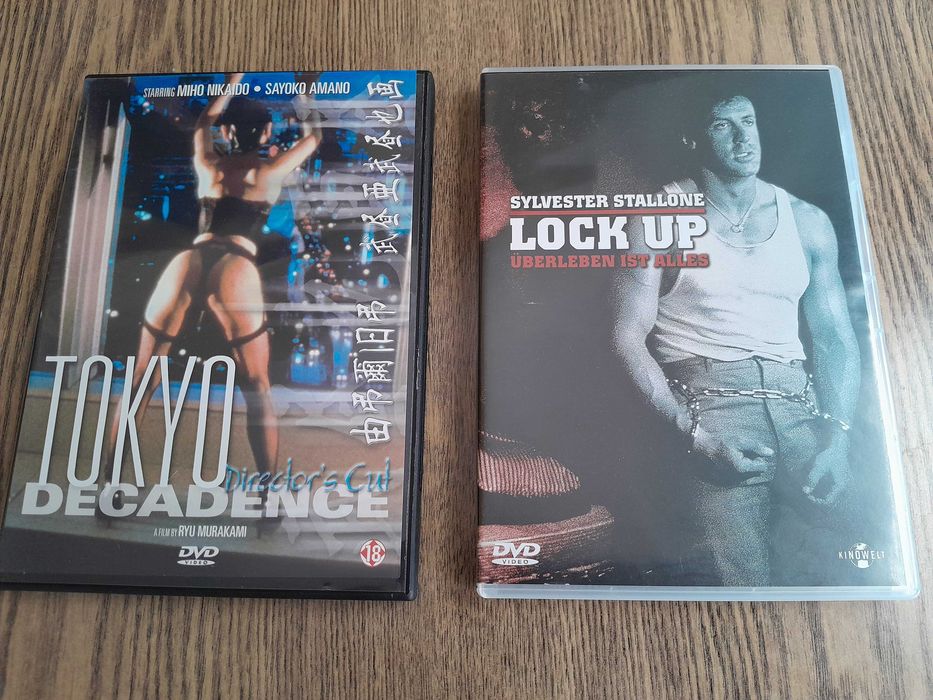 STARRING MIHO NIKAIDO • SAYOKO AMANO
TOKYO
Director's Cut
DECADENCE
A FILM BY RYU MURAKAMI
DVD
VIDEO
18
SYLVESTER STALLONE
LOCK UP
ÜBERLEBEN IST ALLES
DVD
VIDEO
KINOWELT